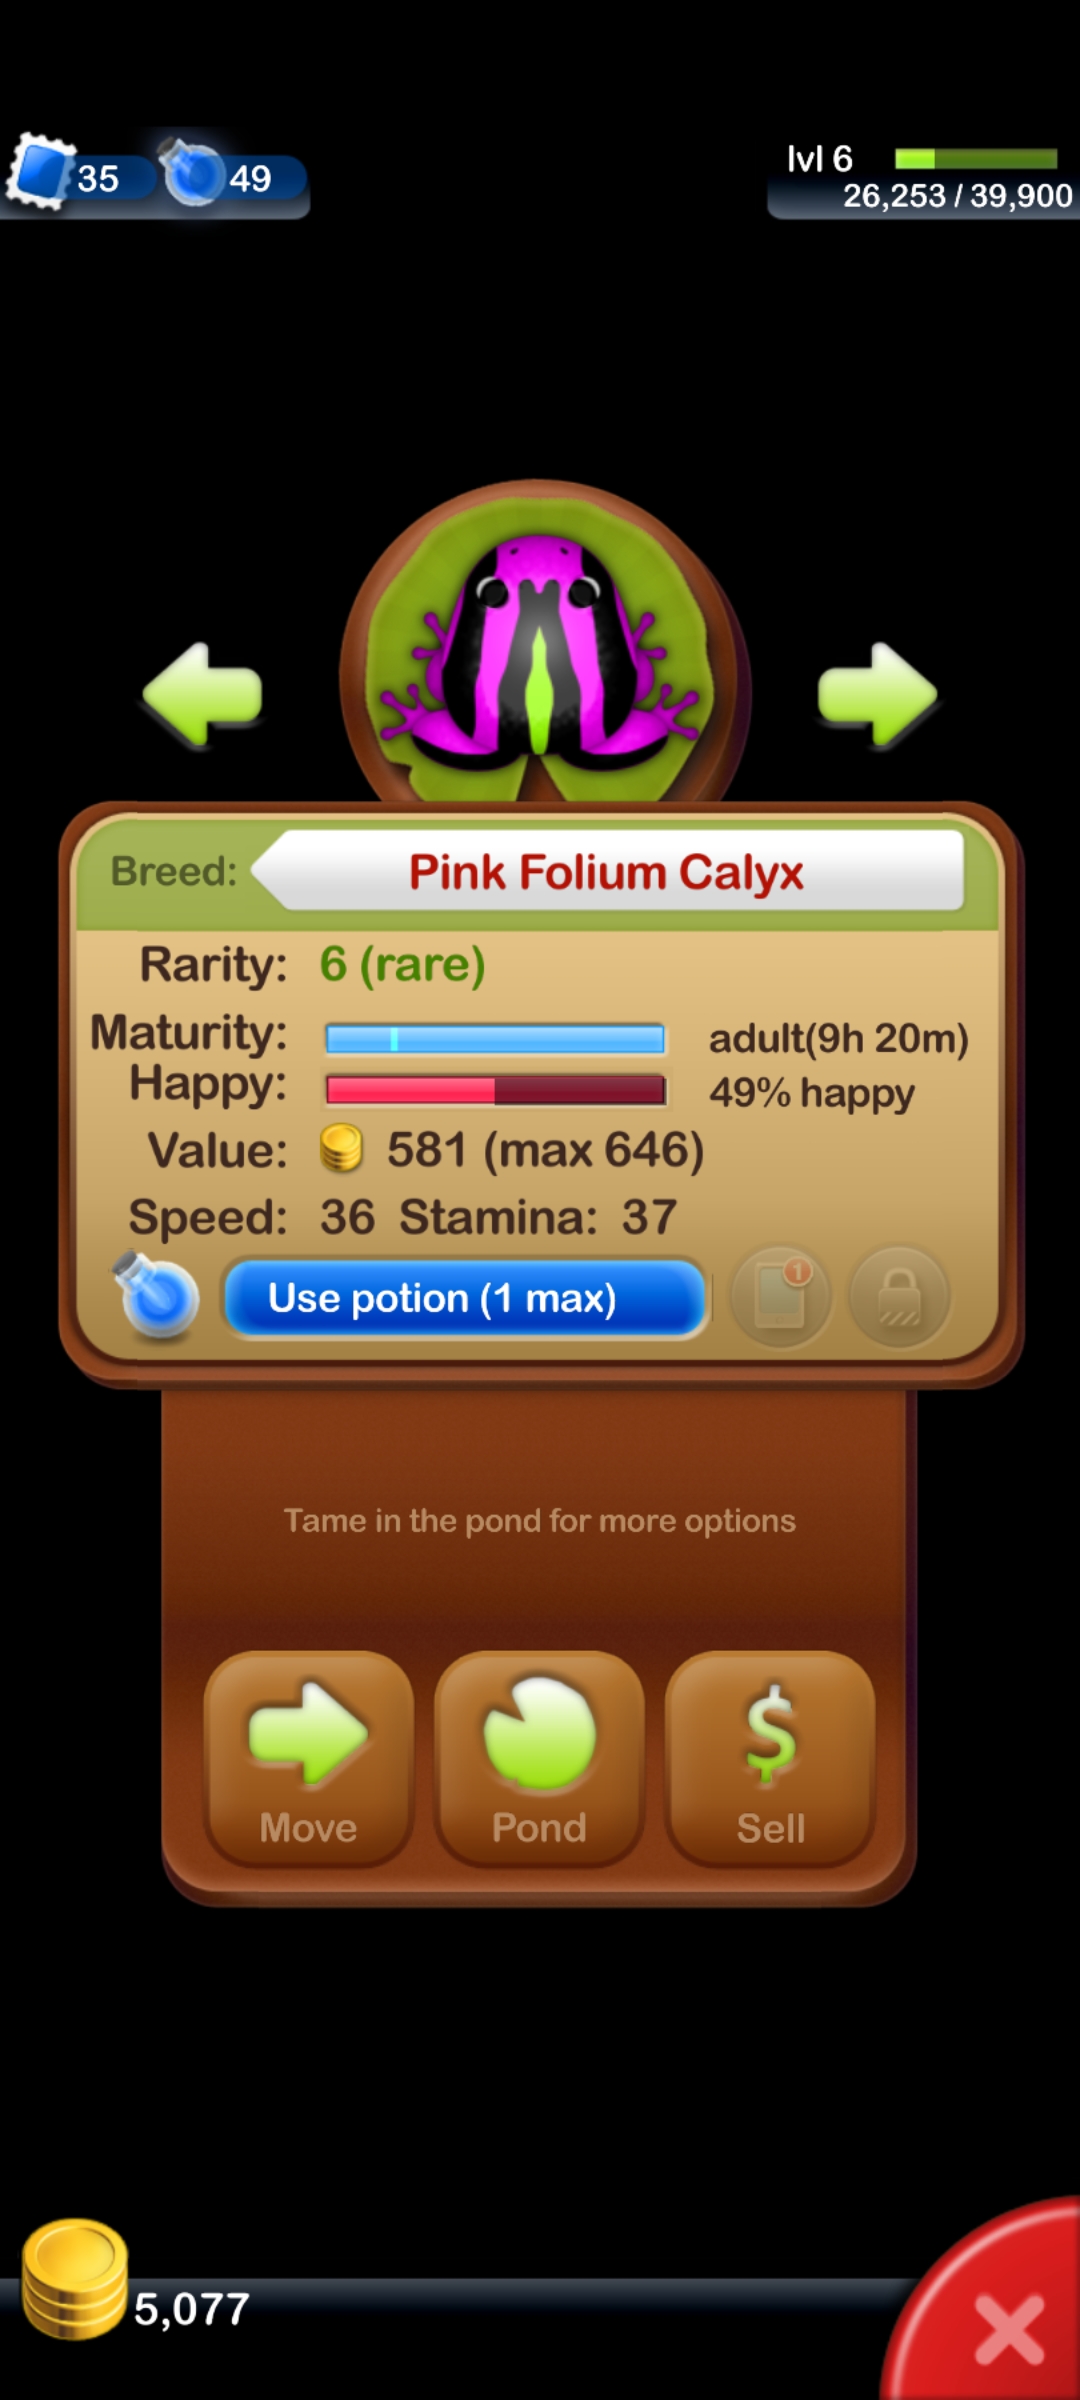 35 49 lvl 6
26,253 / 39,900
Breed: Pink Folium Calyx
Rarity: 6 (rare)
Maturity: adult(9h 20m)
Happy: 49% happy
Value: 581 (max 646)
Speed: 36 Stamina: 37
Use potion (1 max) 1
Tame in the pond for more options
$
Move Pond Sell
5,077